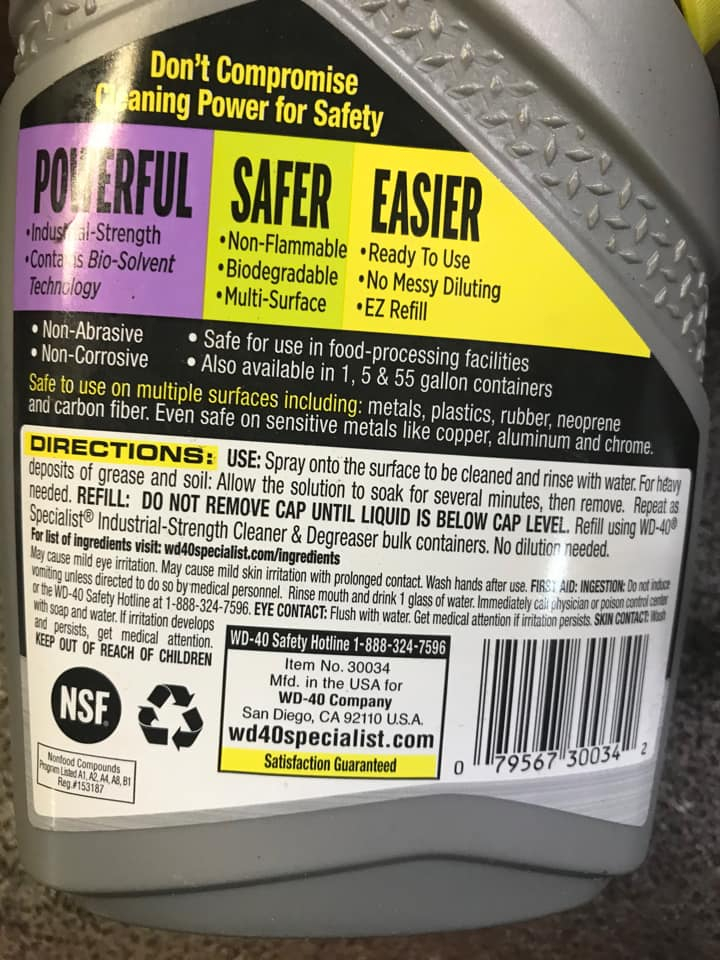 Don't Compromise
Cleaning Power for Safety
POWERFUL
•Industrial-Strength
•Contains Bio-Solvent
Technology
SAFER
•Non-Flammable
•Biodegradable
•Multi-Surface
EASIER
•Ready To Use
•No Messy Diluting
•EZ Refill
• Non-Abrasive
• Non-Corrosive
• Safe for use in food-processing facilities
• Also available in 1, 5 & 55 gallon containers
Safe to use on multiple surfaces including: metals, plastics, rubber, neoprene
and carbon fiber. Even safe on sensitive metals like copper, aluminum and chrome.
DIRECTIONS: USE: Spray onto the surface to be cleaned and rinse with water. For heavy
deposits of grease and soil: Allow the solution to soak for several minutes, then remove. Repeat as
needed. REFILL: DO NOT REMOVE CAP UNTIL LIQUID IS BELOW CAP LEVEL. Refill using WD-40®
Specialist® Industrial-Strength Cleaner & Degreaser bulk containers. No dilution needed.
For list of ingredients visit: wd40specialist.com/ingredients
May cause mild eye irritation. May cause mild skin irritation with prolonged contact. Wash hands after use. FIRST AID: INGESTION: Do not induce
vomiting unless directed to do so by medical personnel. Rinse mouth and drink 1 glass of water. Immediately call physician or poison control center
or the WD-40 Safety Hotline at 1-888-324-7596. EYE CONTACT: Flush with water. Get medical attention if irritation persists. SKIN CONTACT: Wash
with soap and water. If irritation develops
and persists, get medical attention.
KEEP OUT OF REACH OF CHILDREN
WD-40 Safety Hotline 1-888-324-7596
Item No. 30034
Mfd. in the USA for
WD-40 Company
San Diego, CA 92110 U.S.A.
wd40specialist.com
Satisfaction Guaranteed
NSF
Nonfood Compounds
Program Listed A1, A2, A4, A8, B1
Reg.#153187
0 79567 30034 2